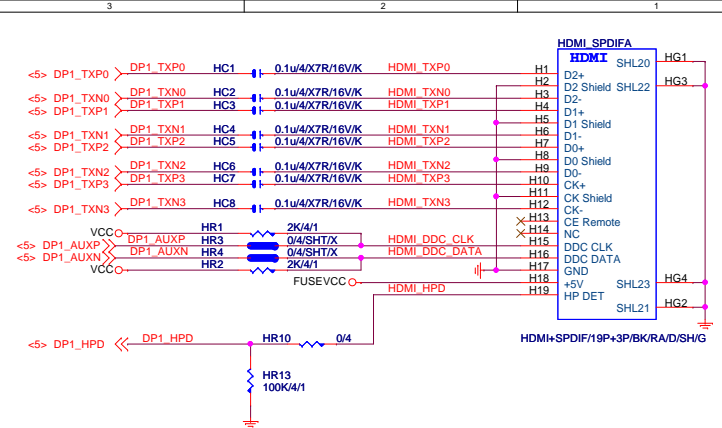 3 2 1
HDMI_SPDIFA
HDMI
SHL20 HG1
<5> DP1_TXP0 DP1_TXP0 HC1 0.1u/4/X7R/16V/K HDMI_TXP0 H1 D2+
H2 D2 Shield SHL22 HG3
<5> DP1_TXN0 DP1_TXN0 HC2 0.1u/4/X7R/16V/K HDMI_TXN0 H3 D2-
<5> DP1_TXP1 DP1_TXP1 HC3 0.1u/4/X7R/16V/K HDMI_TXP1 H4 D1+
H5 D1 Shield
<5> DP1_TXN1 DP1_TXN1 HC4 0.1u/4/X7R/16V/K HDMI_TXN1 H6 D1-
<5> DP1_TXP2 DP1_TXP2 HC5 0.1u/4/X7R/16V/K HDMI_TXP2 H7 D0+
H8 D0 Shield
<5> DP1_TXN2 DP1_TXN2 HC6 0.1u/4/X7R/16V/K HDMI_TXN2 H9 D0-
<5> DP1_TXP3 DP1_TXP3 HC7 0.1u/4/X7R/16V/K HDMI_TXP3 H10 CK+
H11 CK Shield
<5> DP1_TXN3 DP1_TXN3 HC8 0.1u/4/X7R/16V/K HDMI_TXN3 H12 CK-
H13 CE Remote
VCC HR1 2K/4/1 H14 NC
<5> DP1_AUXP DP1_AUXP HR3 0/4/SHT/X HDMI_DDC_CLK H15 DDC CLK
<5> DP1_AUXN DP1_AUXN HR4 0/4/SHT/X HDMI_DDC_DATA H16 DDC DATA
VCC HR2 2K/4/1 H17 GND
FUSEVCC H18 +5V SHL23 HG4
HDMI_HPD H19 HP DET
SHL21 HG2
<5> DP1_HPD DP1_HPD HR10 0/4 HDMI+SPDIF/19P+3P/BK/RA/D/SH/G
HR13
100K/4/1